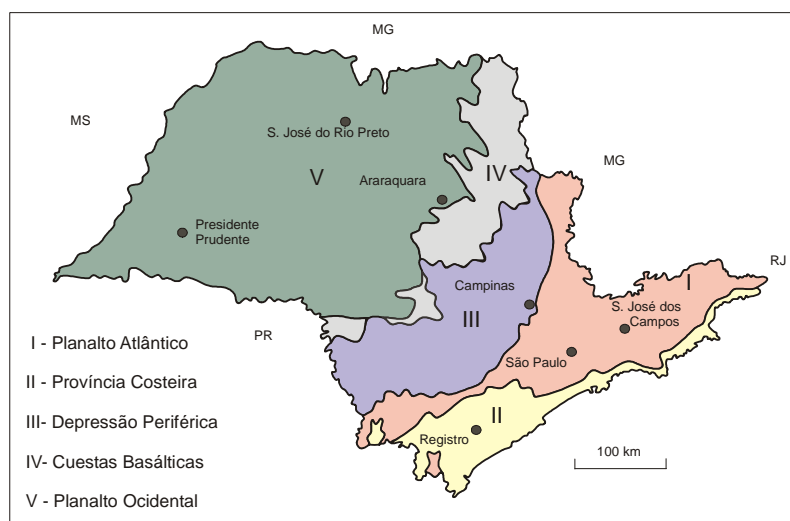 MG
MS
S. José do Rio Preto
MG
IV
V
Araraquara
Presidente
Prudente
RJ
I
Campinas
S. José dos
Campos
III
PR
São Paulo
I - Planalto Atlântico
II - Província Costeira
II
Registro
III- Depressão Periférica
100 km
IV- Cuestas Basálticas
V - Planalto Ocidental